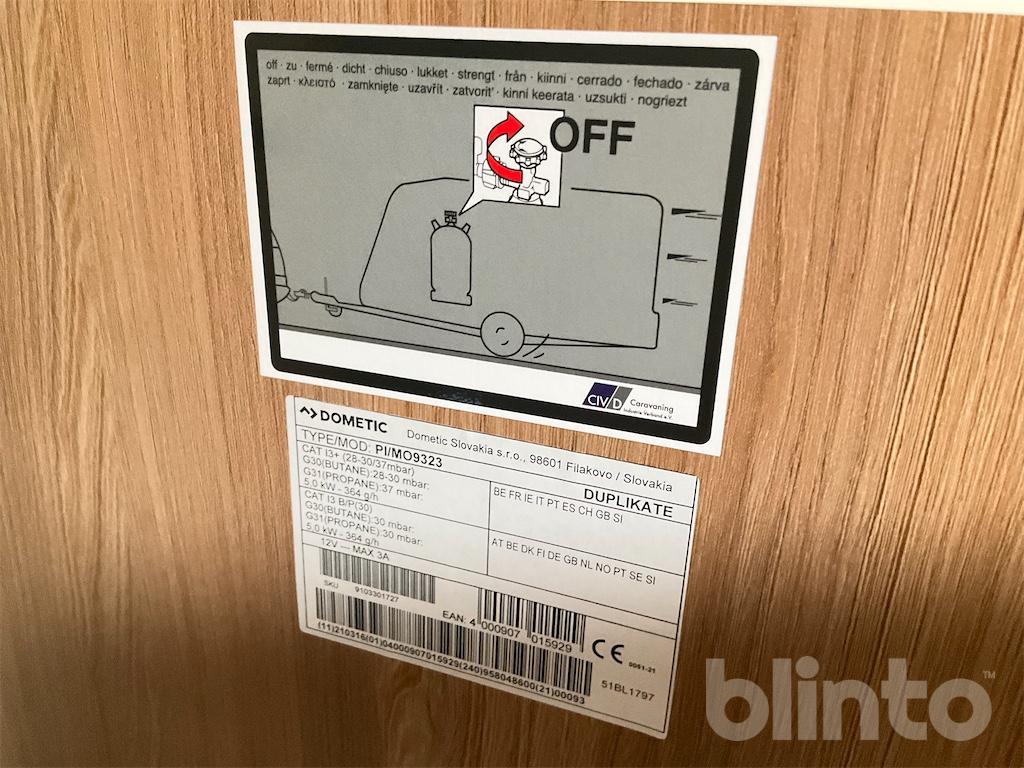 off · zu · fermé · dicht · chiuso · lukket · strengt · från · kiinni · cerrado · fechado · zárva
zaprt · κλειστό · zamknięte · uzavřít · zatvoriť · kinni keerata · uzsukti · nogriezt
OFF
CIVD Caravaning
Industrie Verband e.V.
DOMETIC Dometic Slovakia s.r.o., 98601 Filakovo / Slovakia
TYPE/MOD: PI/MO9323 DUPLIKATE
CAT I3+ (28-30/37mbar)
G30(BUTANE):28-30 mbar:
G31(PROPANE):37 mbar:
5,0 kW - 364 g/h
BE FR IE IT PT ES CH GB SI
CAT I3 B/P(30)
G30(BUTANE):30 mbar:
G31(PROPANE):30 mbar:
5,0 kW - 364 g/h
AT BE DK FI DE GB NL NO PT SE SI
12V — MAX 3A
SKU 9103301727
EAN: 4 000907 015929
CE 0051-21
(11)210316(01)04000907015929(240)958048600(21)00093
51BL1797
blinto™